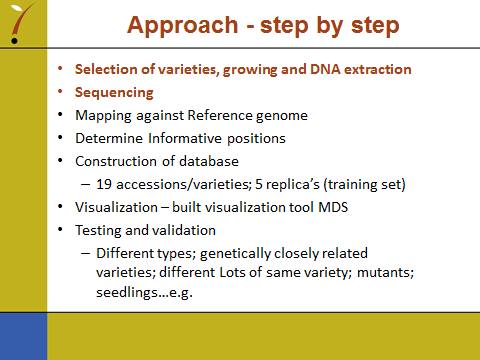 Approach - step by step
• Selection of varieties, growing and DNA extraction
• Sequencing
• Mapping against Reference genome
• Determine Informative positions
• Construction of database
– 19 accessions/varieties; 5 replica's (training set)
• Visualization – built visualization tool MDS
• Testing and validation
– Different types; genetically closely related
varieties; different Lots of same variety; mutants;
seedlings…e.g.